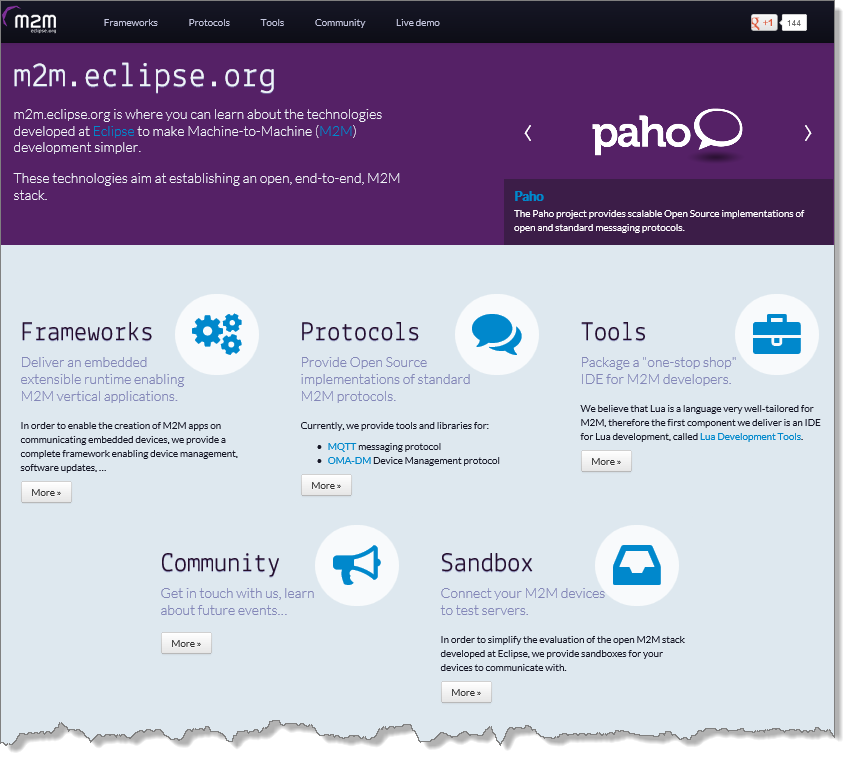 m2m
eclipse.org
Frameworks Protocols Tools Community Live demo
+1 144
m2m.eclipse.org
m2m.eclipse.org is where you can learn about the technologies
developed at Eclipse to make Machine-to-Machine (M2M)
development simpler.
These technologies aim at establishing an open, end-to-end, M2M
stack.
paho
Paho
The Paho project provides scalable Open Source implementations of
open and standard messaging protocols.
Frameworks
Deliver an embedded
extensible runtime enabling
M2M vertical applications.
In order to enable the creation of M2M apps on
communicating embedded devices, we provide a
complete framework enabling device management,
software updates, ...
More »
Protocols
Provide Open Source
implementations of standard
M2M protocols.
Currently, we provide tools and libraries for:
• MQTT messaging protocol
• OMA-DM Device Management protocol
More »
Tools
Package a "one-stop shop"
IDE for M2M developers.
We believe that Lua is a language very well-tailored for
M2M, therefore the first component we deliver is an IDE
for Lua development, called Lua Development Tools.
More »
Community
Get in touch with us, learn
about future events...
More »
Sandbox
Connect your M2M devices
to test servers.
In order to simplify the evaluation of the open M2M stack
developed at Eclipse, we provide sandboxes for your
devices to communicate with.
More »